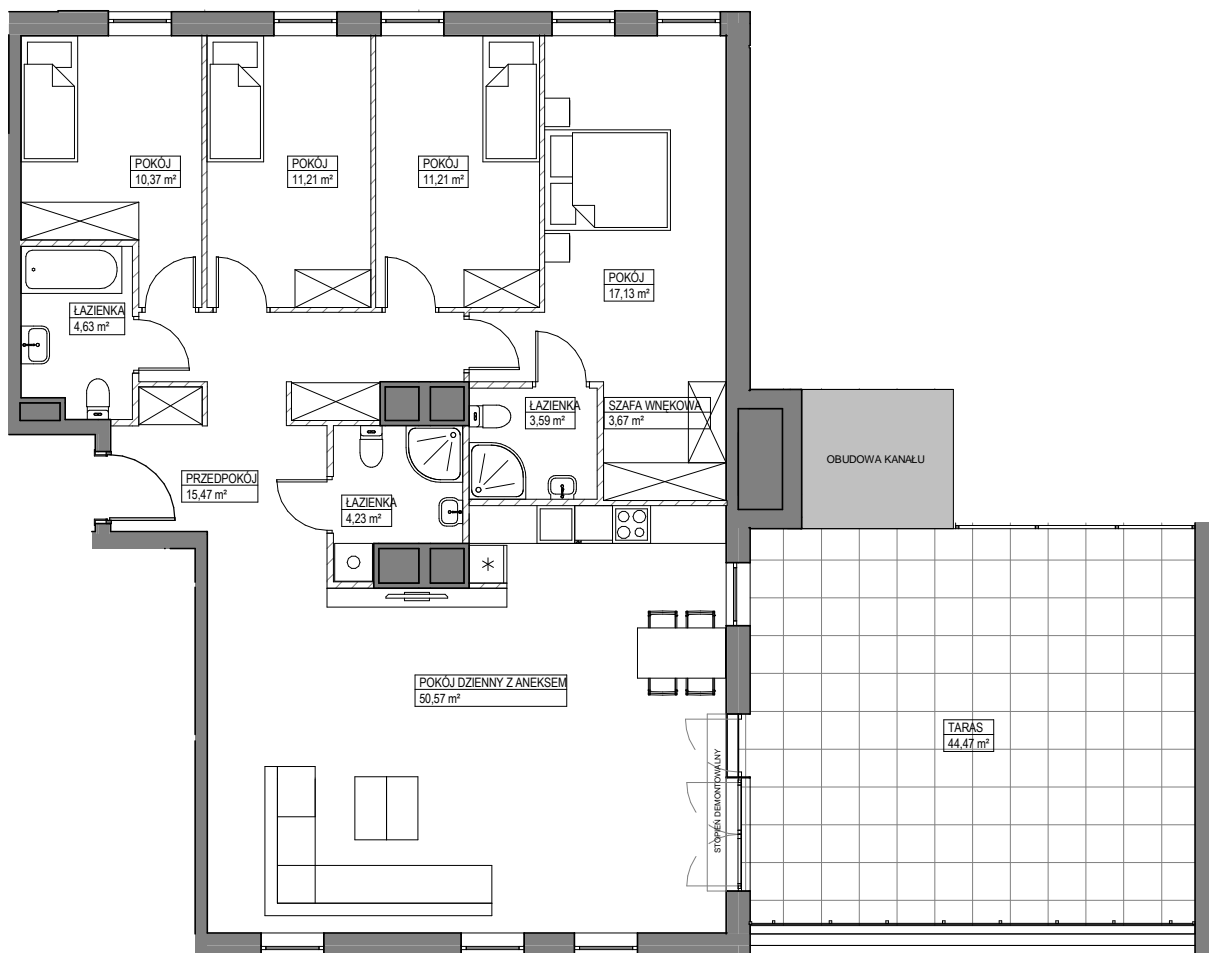 POKÓJ
10,37 m²
POKÓJ
11,21 m²
POKÓJ
11,21 m²
POKÓJ
17,13 m²
ŁAZIENKA
4,63 m²
ŁAZIENKA
3,59 m²
SZAFA WNĘKOWA
3,67 m²
OBUDOWA KANAŁU
PRZEDPOKÓJ
15,47 m²
ŁAZIENKA
4,23 m²
POKÓJ DZIENNY Z ANEKSEM
50,57 m²
STOPIEŃ DEMONTOWALNY
TARAS
44,47 m²